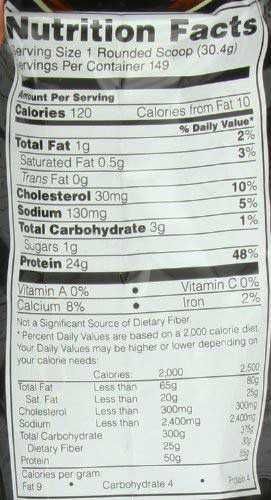 Nutrition Facts
Serving Size 1 Rounded Scoop (30.4g)
Servings Per Container 149
Amount Per Serving
Calories 120 Calories from Fat 10
% Daily Value*
Total Fat 1g 2%
Saturated Fat 0.5g 3%
Trans Fat 0g
Cholesterol 30mg 10%
Sodium 130mg 5%
Total Carbohydrate 3g 1%
Sugars 1g
Protein 24g 48%
Vitamin A 0% • Vitamin C 0%
Calcium 8% • Iron 2%
Not a Significant Source of Dietary Fiber.
* Percent Daily Values are based on a 2,000 calorie diet.
Your Daily Values may be higher or lower depending on
your calorie needs:
Calories: 2,000 2,500
Total Fat Less than 65g 80g
Sat. Fat Less than 20g 25g
Cholesterol Less than 300mg 300mg
Sodium Less than 2,400mg 2,400mg
Total Carbohydrate 300g 375g
Dietary Fiber 25g 30g
Protein 50g 65g
Calories per gram:
Fat 9 • Carbohydrate 4 • Protein 4